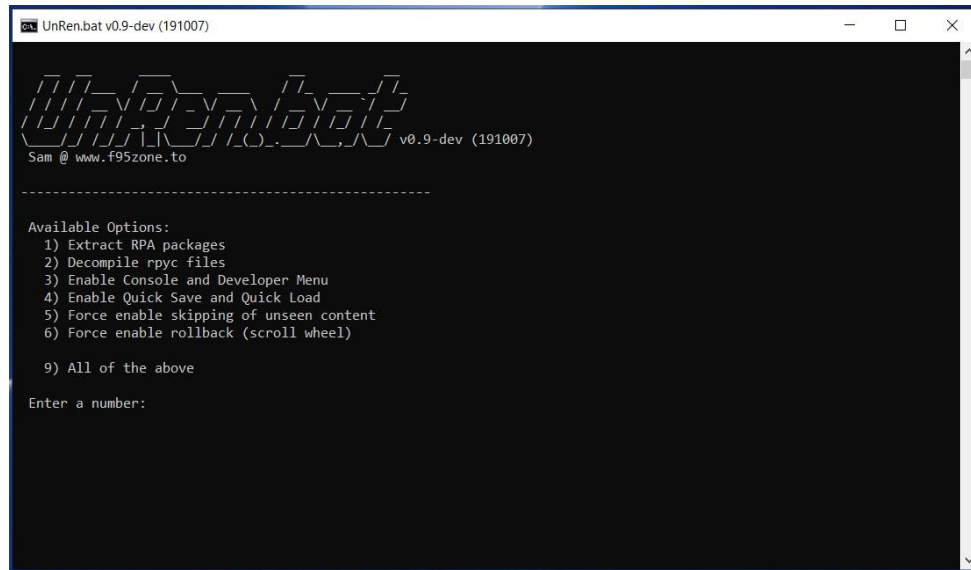 UnRen.bat v0.9-dev (191007)
UnRen.bat v0.9-dev (191007)
Sam @ www.f95zone.to
----------------------------------------------------
Available Options:
1) Extract RPA packages
2) Decompile rpyc files
3) Enable Console and Developer Menu
4) Enable Quick Save and Quick Load
5) Force enable skipping of unseen content
6) Force enable rollback (scroll wheel)
9) All of the above
Enter a number: